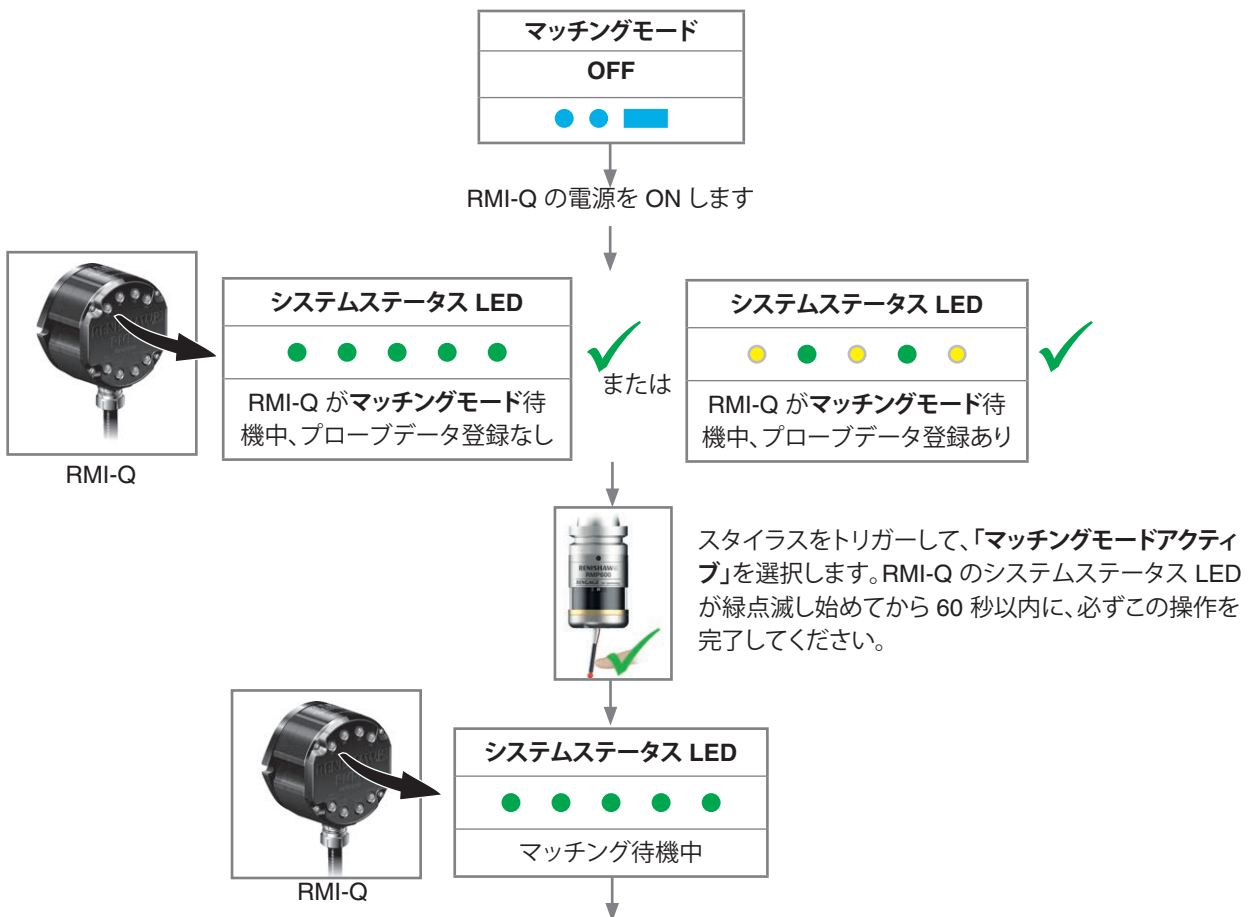 マッチングモード
OFF
RMI-Q の電源を ON します
RMI-Q
システムステータス LED
RMI-Q がマッチングモード待
機中、プローブデータ登録なし
または
システムステータス LED
RMI-Q がマッチングモード待
機中、プローブデータ登録あり
RENISHAW
RMP600
スタイラスをトリガーして、「マッチングモードアクティ
ブ」を選択します。RMI-Q のシステムステータス LED
が緑点滅し始めてから 60 秒以内に、必ずこの操作を
完了してください。
RMI-Q
システムステータス LED
マッチング待機中